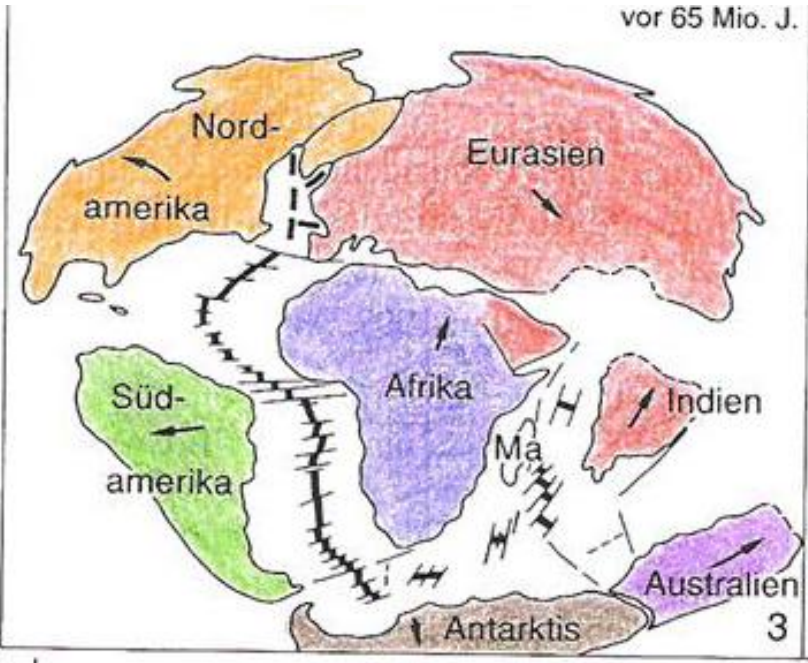 vor 65 Mio. J.
Nord-
amerika
Eurasien
Afrika
Süd-
amerika
Indien
Ma
Australien
Antarktis
3